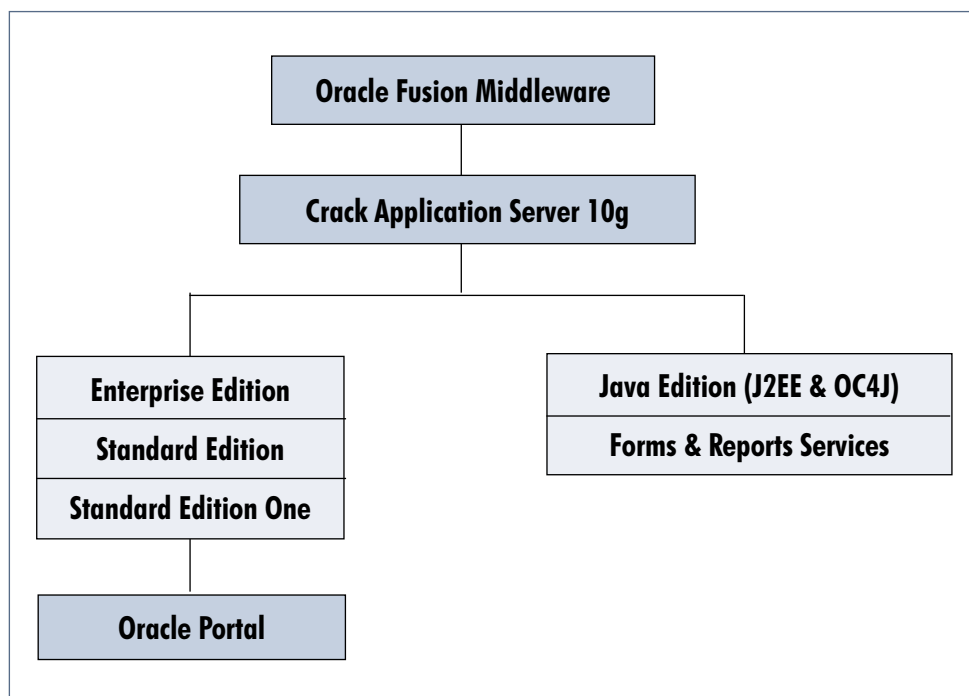 Oracle Fusion Middleware
Crack Application Server 10g
Enterprise Edition
Standard Edition
Standard Edition One
Java Edition (J2EE & OC4J)
Forms & Reports Services
Oracle Portal